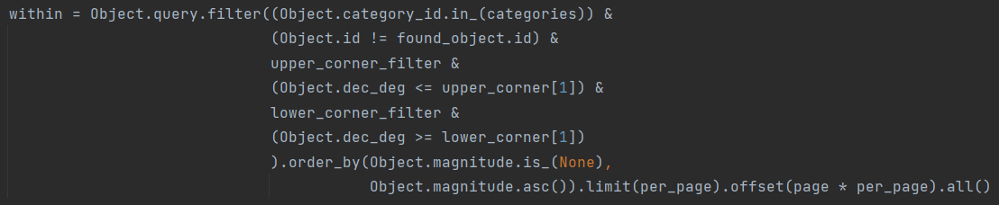 within = Object.query.filter((Object.category_id.in_(categories)) &
(Object.id != found_object.id) &
upper_corner_filter &
(Object.dec_deg <= upper_corner[1]) &
lower_corner_filter &
(Object.dec_deg >= lower_corner[1])
).order_by(Object.magnitude.is_(None),
Object.magnitude.asc()).limit(per_page).offset(page * per_page).all()